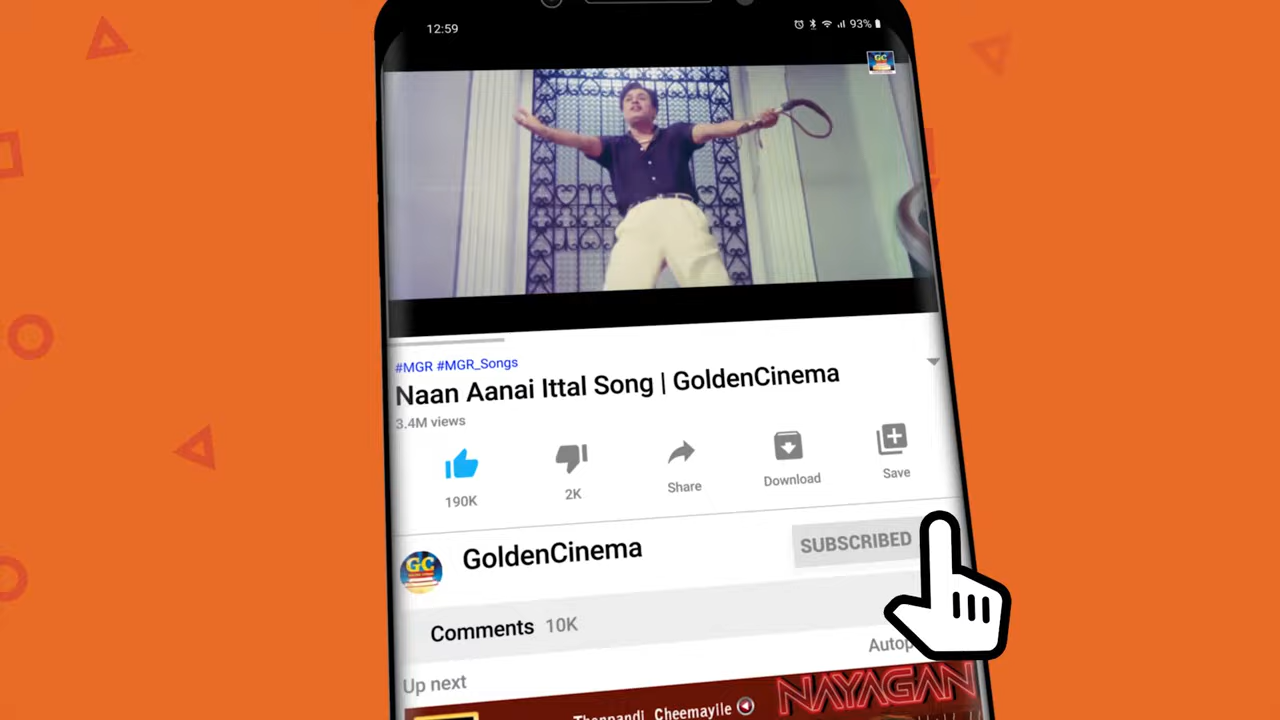 12:59
93%
GC
#MGR #MGR_Songs
Naan Aanai Ittal Song | GoldenCinema
3.4M views
190K
2K
Share
Download
Save
GC
GoldenCinema
SUBSCRIBED
Comments 10K
Up next
NAYAGAN
Thenpandi Cheemayile